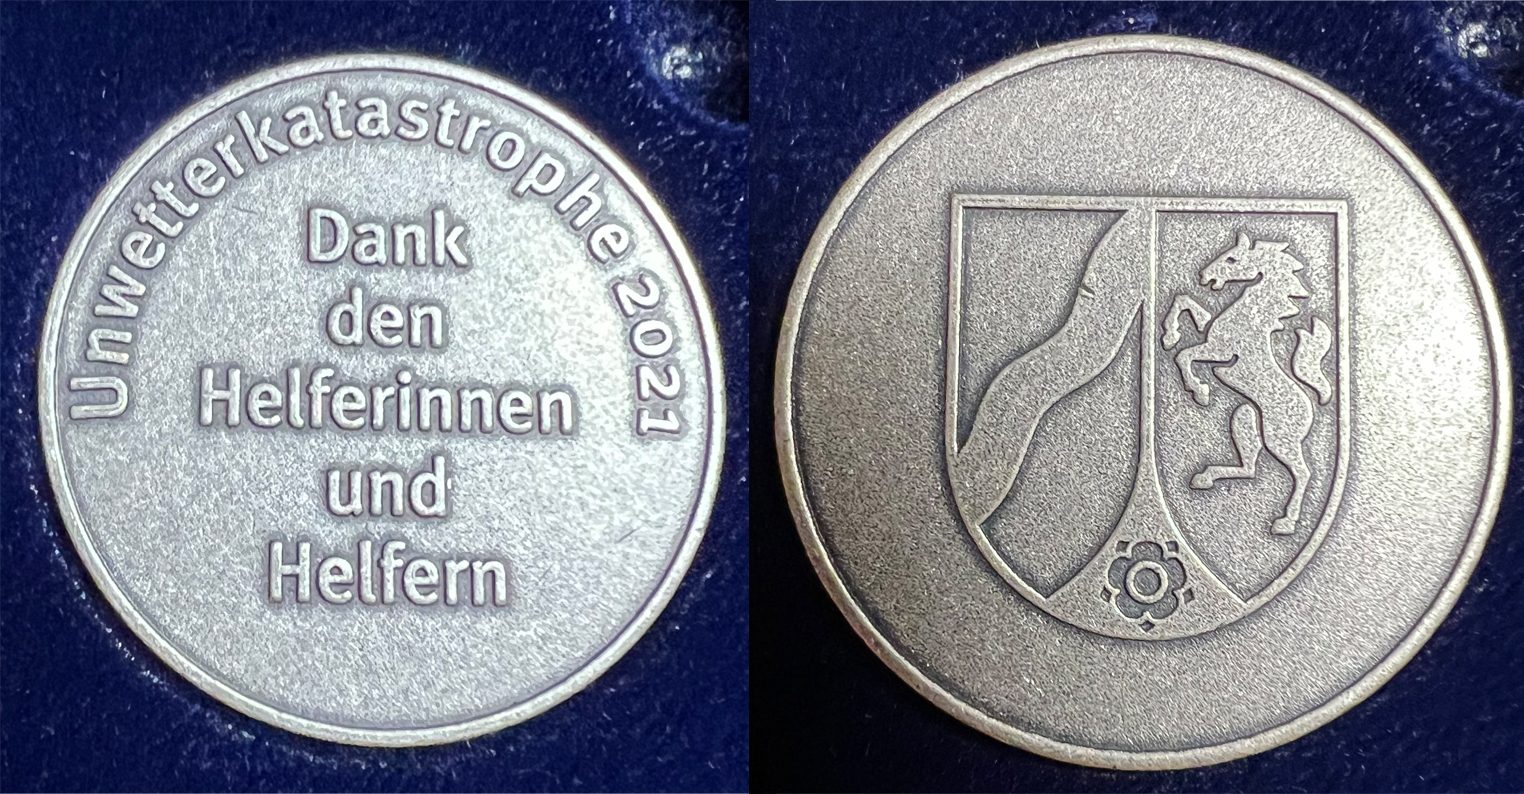 Unwetterkatastrophe 2021
Dank
den
Helferinnen
und
Helfern